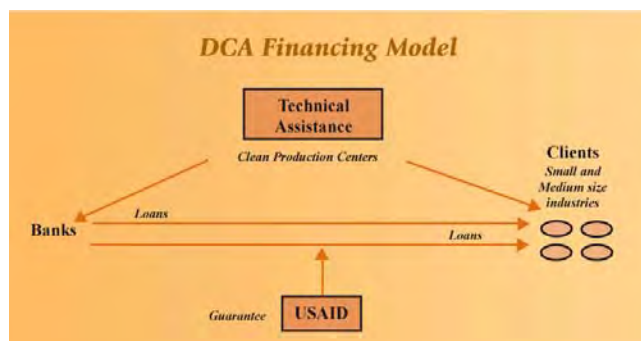 DCA Financing Model
Technical
Assistance
Clean Production Centers
Clients
Small and
Medium size
industries
Loans
Banks
Loans
Guarantee
USAID